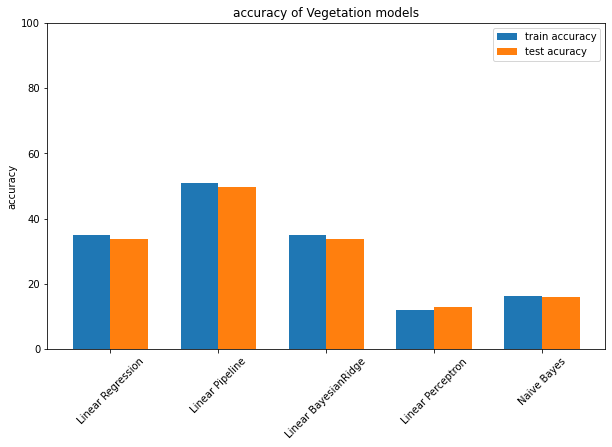 accuracy of Vegetation models
train accuracy
test acuracy
accuracy
100
80
60
40
20
0
Linear Regression
Linear Pipeline
Linear BayesianRidge
Linear Perceptron
Naive Bayes